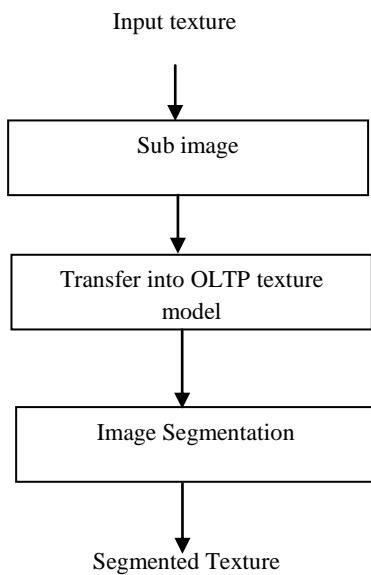 Input texture
Sub image
Transfer into OLTP texture
model
Image Segmentation
Segmented Texture